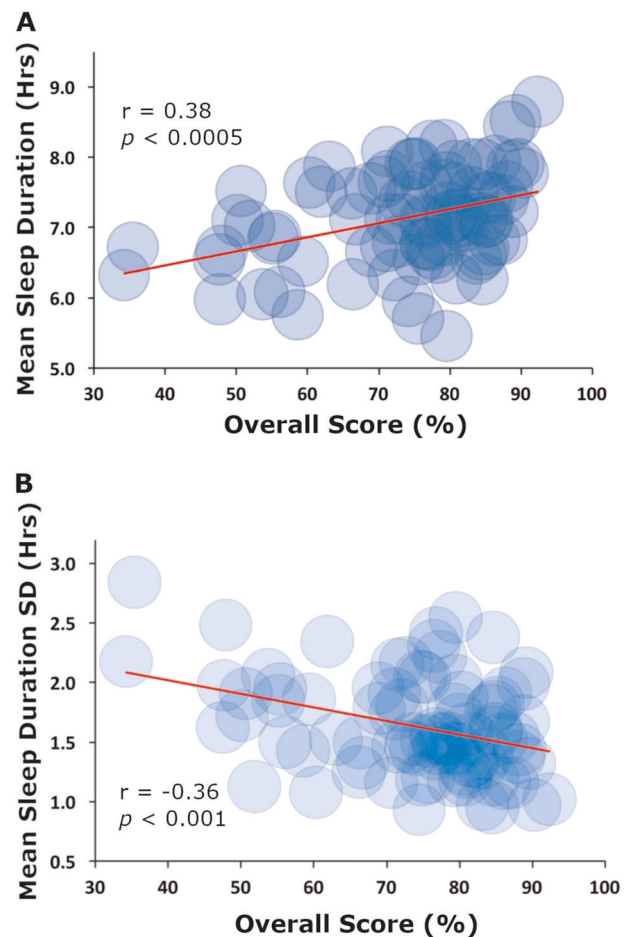 A
Mean Sleep Duration (Hrs)
r = 0.38
p < 0.0005
9.0
8.0
7.0
6.0
5.0
30 40 50 60 70 80 90 100
Overall Score (%)
B
Mean Sleep Duration SD (Hrs)
3.0
2.5
2.0
1.5
1.0
0.5
r = -0.36
p < 0.001
30 40 50 60 70 80 90 100
Overall Score (%)